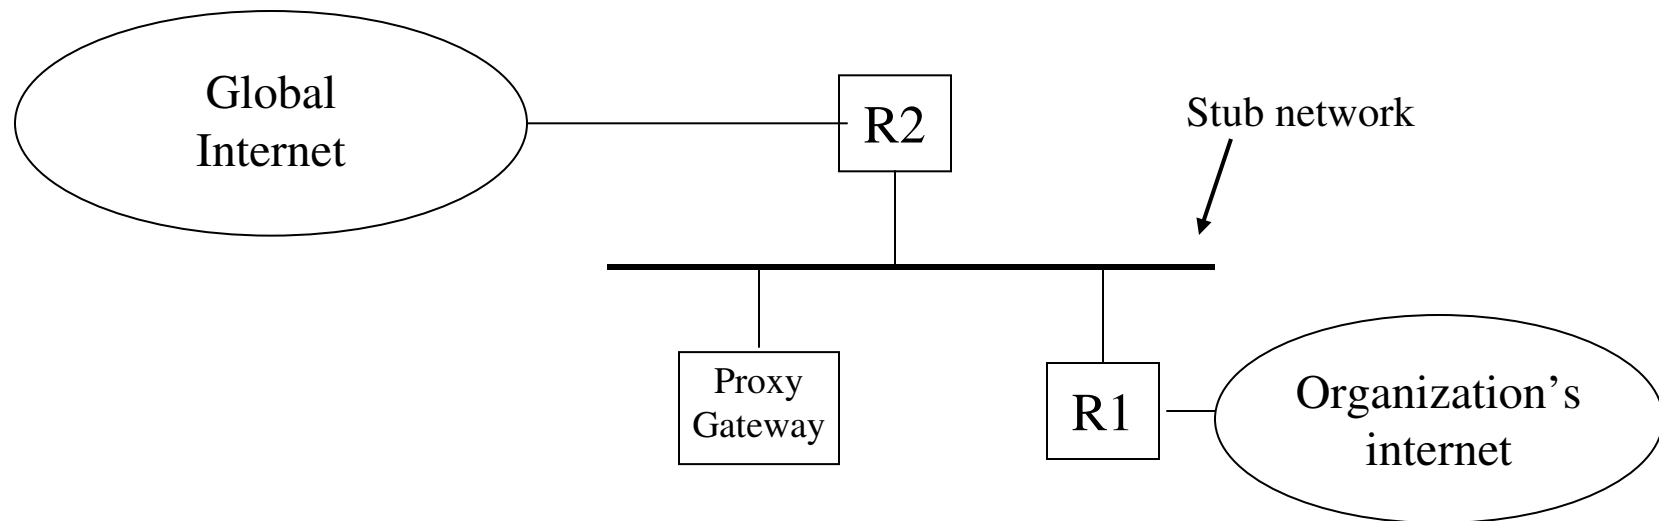 Global
Internet
R2
Stub network
Proxy
Gateway
R1
Organization’s
internet